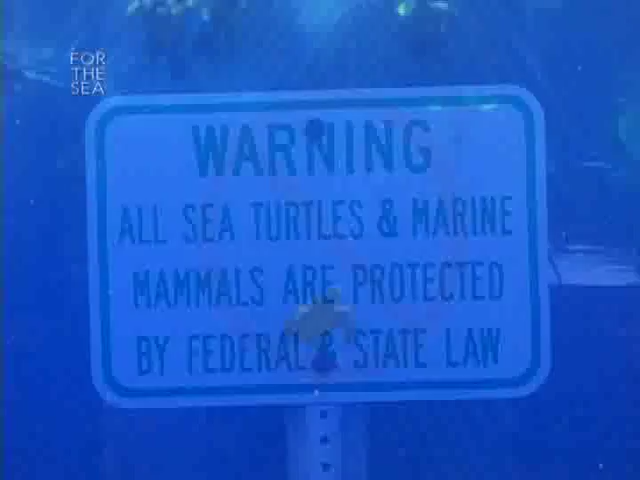 FOR
THE
SEA
WARNING
ALL SEA TURTLES & MARINE
MAMMALS ARE PROTECTED
BY FEDERAL & STATE LAW